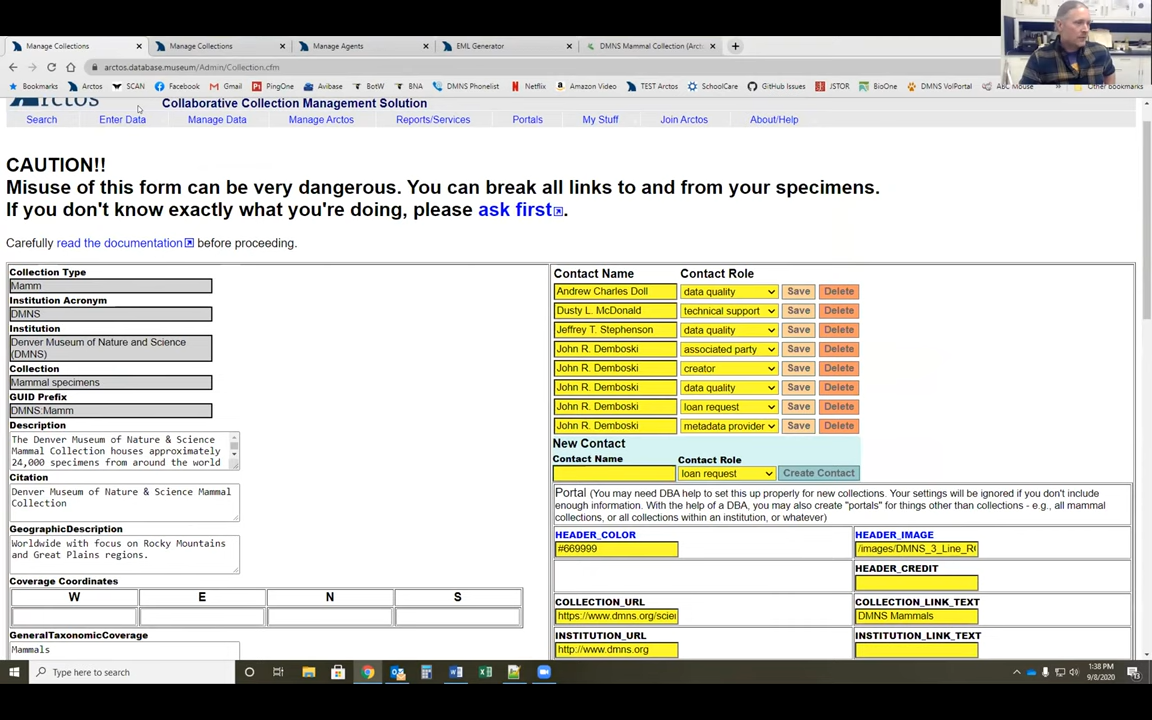 Manage Collections × Manage Collections × Manage Agents × EML Generator × DMNS Mammal Collection (Arct × +
arctos.database.museum/Admin/Collection.cfm
Bookmarks Arctos SCAN Facebook Gmail PingOne Avibase BotW BNA DMNS Phonelist Netflix Amazon Video TEST Arctos SchoolCare GitHub Issues JSTOR BioOne DMNS VolPortal ABC Mouse » Other bookmarks
Arctos Collaborative Collection Management Solution
Search Enter Data Manage Data Manage Arctos Reports/Services Portals My Stuff Join Arctos About/Help
CAUTION!!
Misuse of this form can be very dangerous. You can break all links to and from your specimens.
If you don't know exactly what you're doing, please ask first.
Carefully read the documentation before proceeding.
Collection Type
Mamm
Institution Acronym
DMNS
Institution
Denver Museum of Nature and Science
(DMNS)
Collection
Mammal specimens
GUID Prefix
DMNS:Mamm
Description
The Denver Museum of Nature & Science
Mammal Collection houses approximately
24,000 specimens from around the world
Citation
Denver Museum of Nature & Science Mammal
Collection
GeographicDescription
Worldwide with focus on Rocky Mountains
and Great Plains regions.
Coverage Coordinates
W E N S
GeneralTaxonomicCoverage
Mammals
Contact Name Contact Role
Andrew Charles Doll data quality Save Delete
Dusty L. McDonald technical support Save Delete
Jeffrey T. Stephenson data quality Save Delete
John R. Demboski associated party Save Delete
John R. Demboski creator Save Delete
John R. Demboski data quality Save Delete
John R. Demboski loan request Save Delete
John R. Demboski metadata provider Save Delete
New Contact
Contact Name Contact Role
loan request Create Contact
Portal (You may need DBA help to set this up properly for new collections. Your settings will be ignored if you don't include
enough information. With the help of a DBA, you may also create "portals" for things other than collections - e.g., all mammal
collections, or all collections within an institution, or whatever)
HEADER_COLOR HEADER_IMAGE
#669999 /images/DMNS_3_Line_R
HEADER_CREDIT
COLLECTION_URL COLLECTION_LINK_TEXT
https://www.dmns.org/scie DMNS Mammals
INSTITUTION_URL INSTITUTION_LINK_TEXT
http://www.dmns.org
Type here to search
1:38 PM
9/8/2020